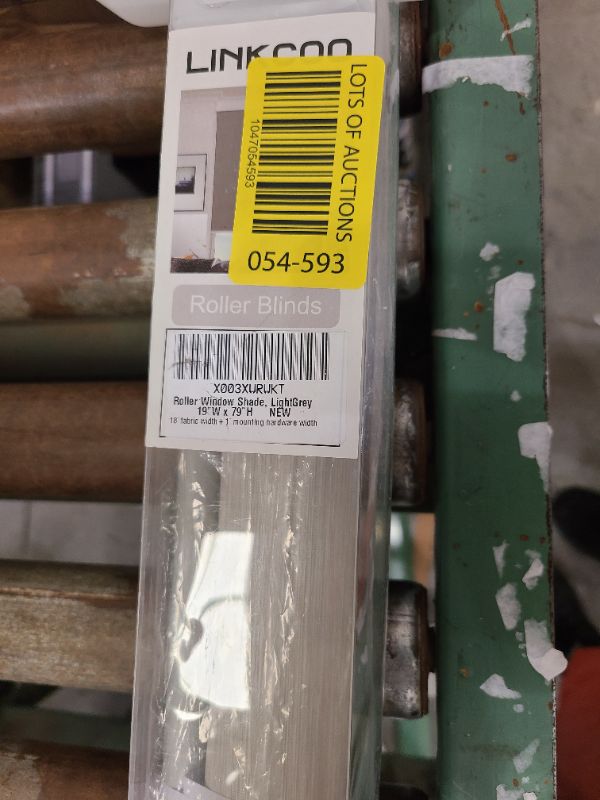 LINKCOO
LOTS OF AUCTIONS
1047054593
054-593
Roller Blinds
X003XURWKT
Roller Window Shade, LightGrey
19"W x 79"H NEW
18" fabric width + 1" mounting hardware width